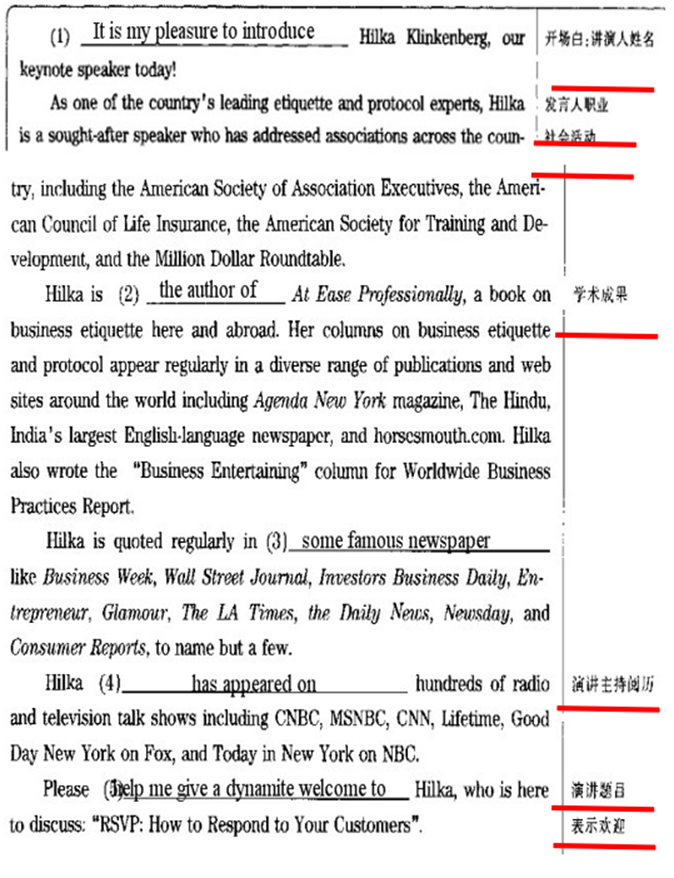 (1) It is my pleasure to introduce Hilka Klinkenberg, our 开场白:讲演人姓名
keynote speaker today!
As one of the country's leading etiquette and protocol experts, Hilka 发言人职业
is a sought-after speaker who has addressed associations across the coun- 社会活动
try, including the American Society of Association Executives, the Ameri-
can Council of Life Insurance, the American Society for Training and De-
velopment, and the Million Dollar Roundtable.
Hilka is (2) the author of At Ease Professionally, a book on 学术成果
business etiquette here and abroad. Her columns on business etiquette
and protocol appear regularly in a diverse range of publications and web
sites around the world including Agenda New York magazine, The Hindu,
India's largest English-language newspaper, and horsesmouth.com. Hilka
also wrote the "Business Entertaining" column for Worldwide Business
Practices Report.
Hilka is quoted regularly in (3) some famous newspaper
like Business Week, Wall Street Journal, Investors Business Daily, En-
trepreneur, Glamour, The LA Times, the Daily News, Newsday, and
Consumer Reports, to name but a few.
Hilka (4) has appeared on hundreds of radio 演讲主持阅历
and television talk shows including CNBC, MSNBC, CNN, Lifetime, Good
Day New York on Fox, and Today in New York on NBC.
Please (5) help me give a dynamite welcome to Hilka, who is here 演讲题目
to discuss: "RSVP: How to Respond to Your Customers". 表示欢迎